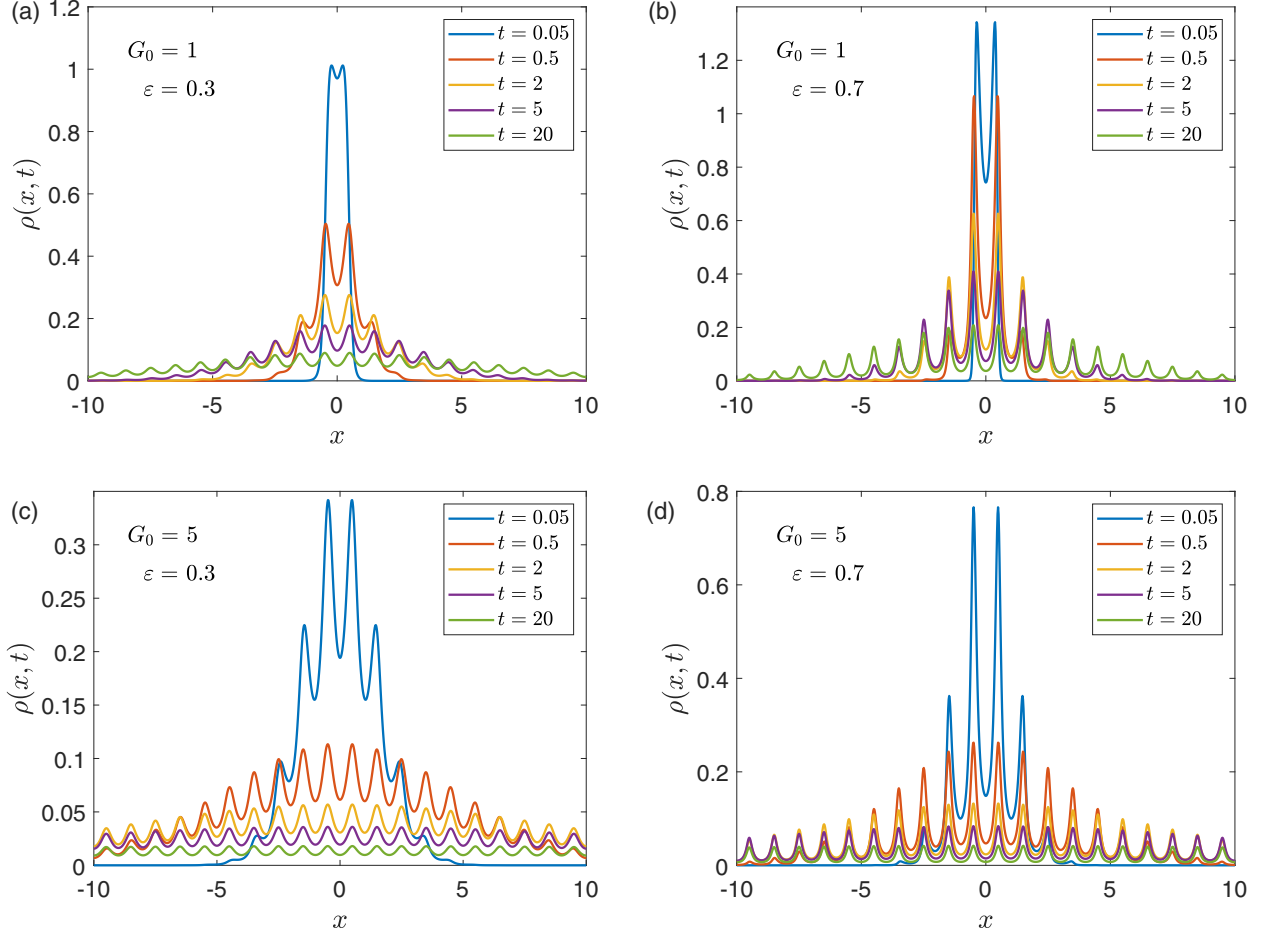 (a)
G₀ = 1
ε = 0.3
t = 0.05
t = 0.5
t = 2
t = 5
t = 20
1.2
1
0.8
0.6
0.4
0.2
0
ρ(x, t)
-10 -5 0 5 10
x
(b)
G₀ = 1
ε = 0.7
t = 0.05
t = 0.5
t = 2
t = 5
t = 20
1.2
1
0.8
0.6
0.4
0.2
0
ρ(x, t)
-10 -5 0 5 10
x
(c)
G₀ = 5
ε = 0.3
t = 0.05
t = 0.5
t = 2
t = 5
t = 20
0.3
0.25
0.2
0.15
0.1
0.05
0
ρ(x, t)
-10 -5 0 5 10
x
(d)
G₀ = 5
ε = 0.7
t = 0.05
t = 0.5
t = 2
t = 5
t = 20
0.8
0.6
0.4
0.2
0
ρ(x, t)
-10 -5 0 5 10
x